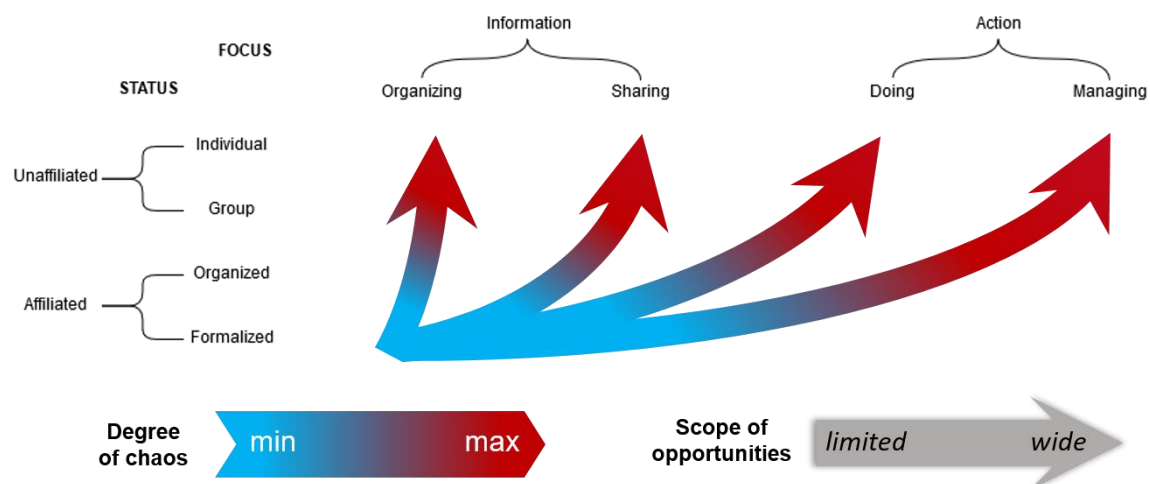 Information
Action
FOCUS
STATUS
Organizing
Sharing
Doing
Managing
Individual
Unaffiliated
Group
Organized
Affiliated
Formalized
Degree
of chaos
min
max
Scope of
opportunities
limited
wide